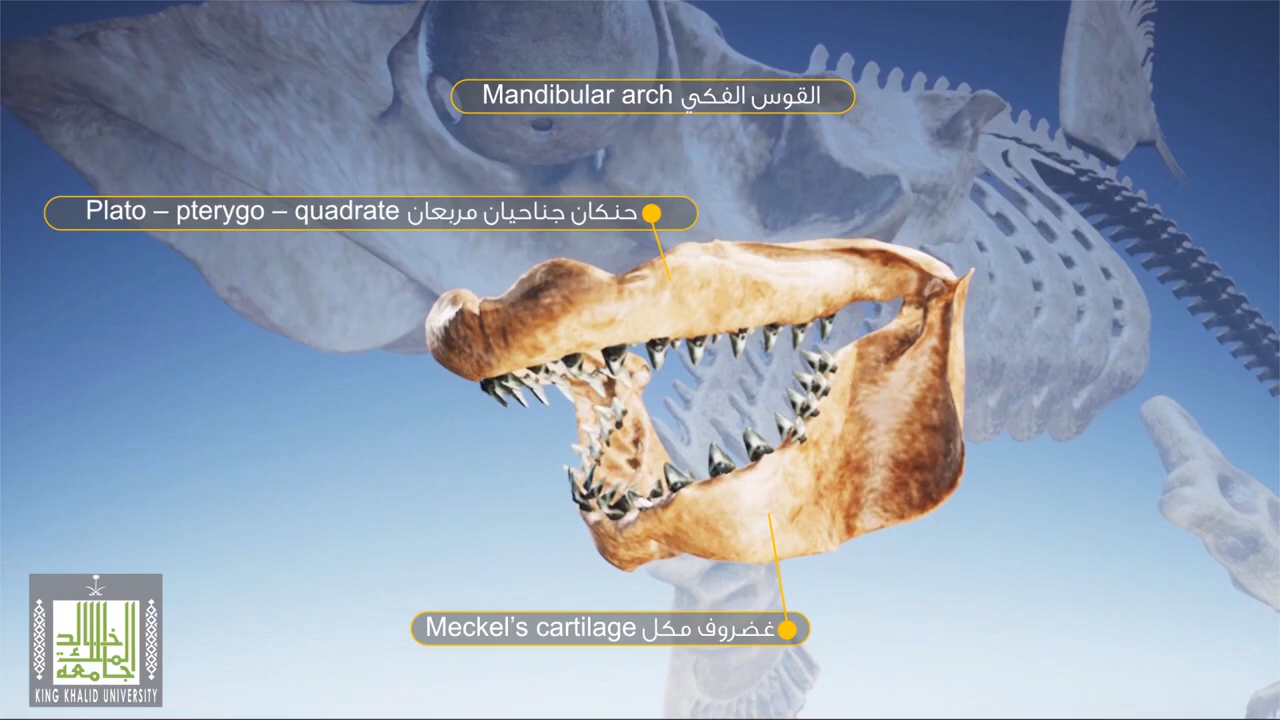 Mandibular arch القوس الفكي
Plato – pterygo – quadrate حنكان جناحيان مربعان
Meckel’s cartilage غضروف مكل
جامعة الملك خالد
KING KHALID UNIVERSITY